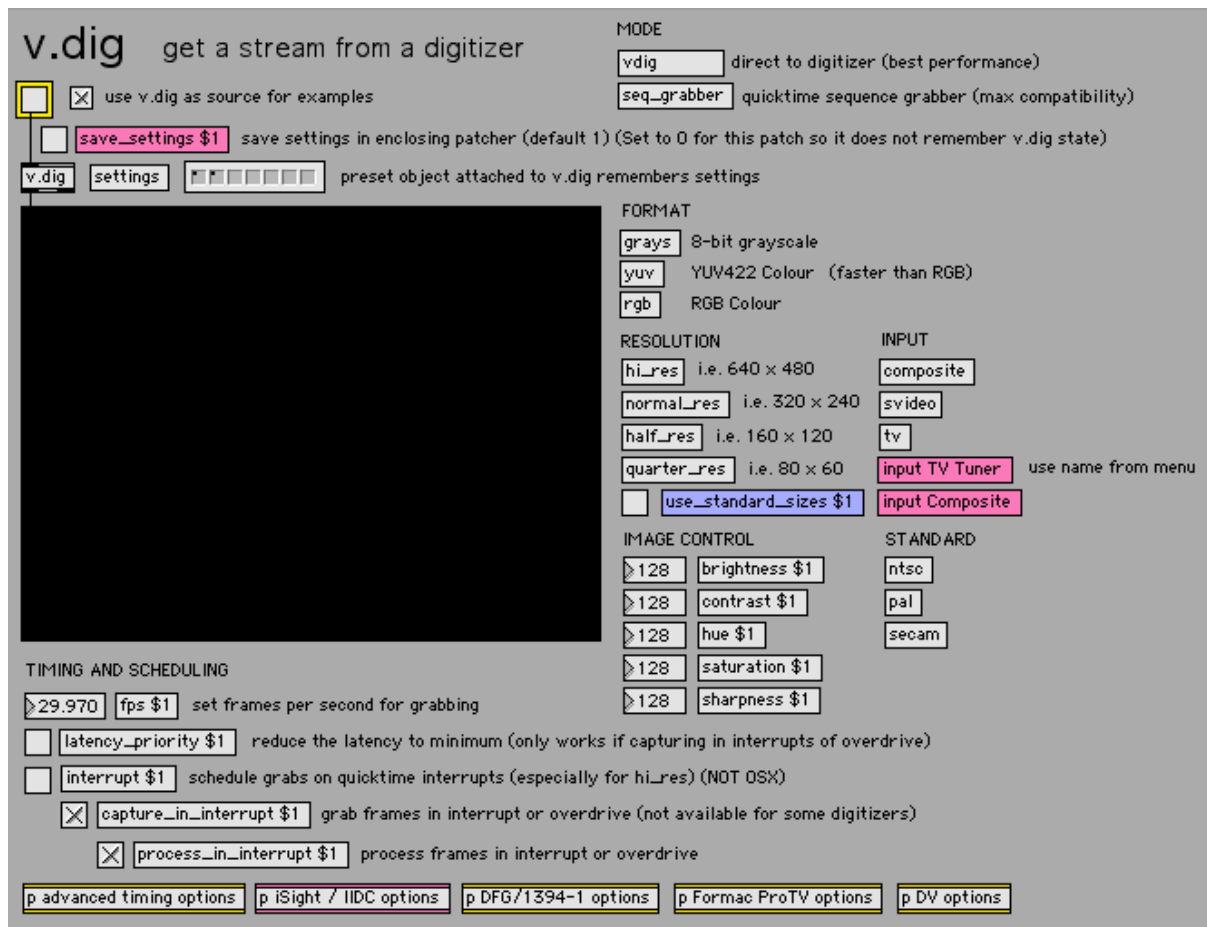 v.dig get a stream from a digitizer
MODE
vdig direct to digitizer (best performance)
seq_grabber quicktime sequence grabber (max compatibility)
use v.dig as source for examples
save_settings $1 save settings in enclosing patcher (default 1) (Set to 0 for this patch so it does not remember v.dig state)
v.dig settings preset object attached to v.dig remembers settings
FORMAT
grays 8-bit grayscale
yuv YUV422 Colour (faster than RGB)
rgb RGB Colour
RESOLUTION INPUT
hi_res i.e. 640 x 480 composite
normal_res i.e. 320 x 240 svideo
half_res i.e. 160 x 120 tv
quarter_res i.e. 80 x 60 input TV Tuner use name from menu
use_standard_sizes $1 input Composite
IMAGE CONTROL STANDARD
128 brightness $1 ntsc
128 contrast $1 pal
128 hue $1 secam
128 saturation $1
128 sharpness $1
TIMING AND SCHEDULING
29.970 fps $1 set frames per second for grabbing
latency_priority $1 reduce the latency to minimum (only works if capturing in interrupts of overdrive)
interrupt $1 schedule grabs on quicktime interrupts (especially for hi_res) (NOT OSX)
capture_in_interrupt $1 grab frames in interrupt or overdrive (not available for some digitizers)
process_in_interrupt $1 process frames in interrupt or overdrive
p advanced timing options p iSight / IIDC options p DFG/1394-1 options p Formac ProTV options p DV options